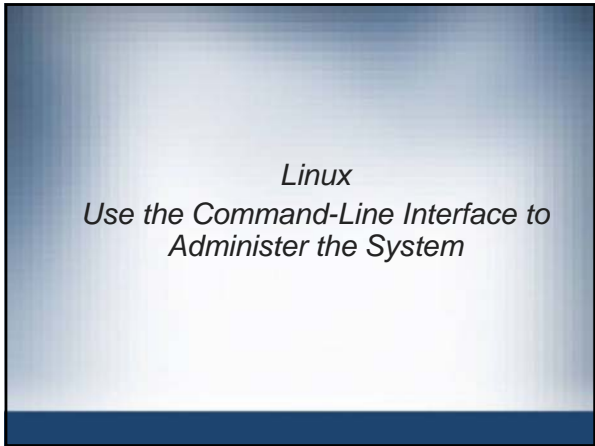 Linux
Use the Command-Line Interface to
Administer the System